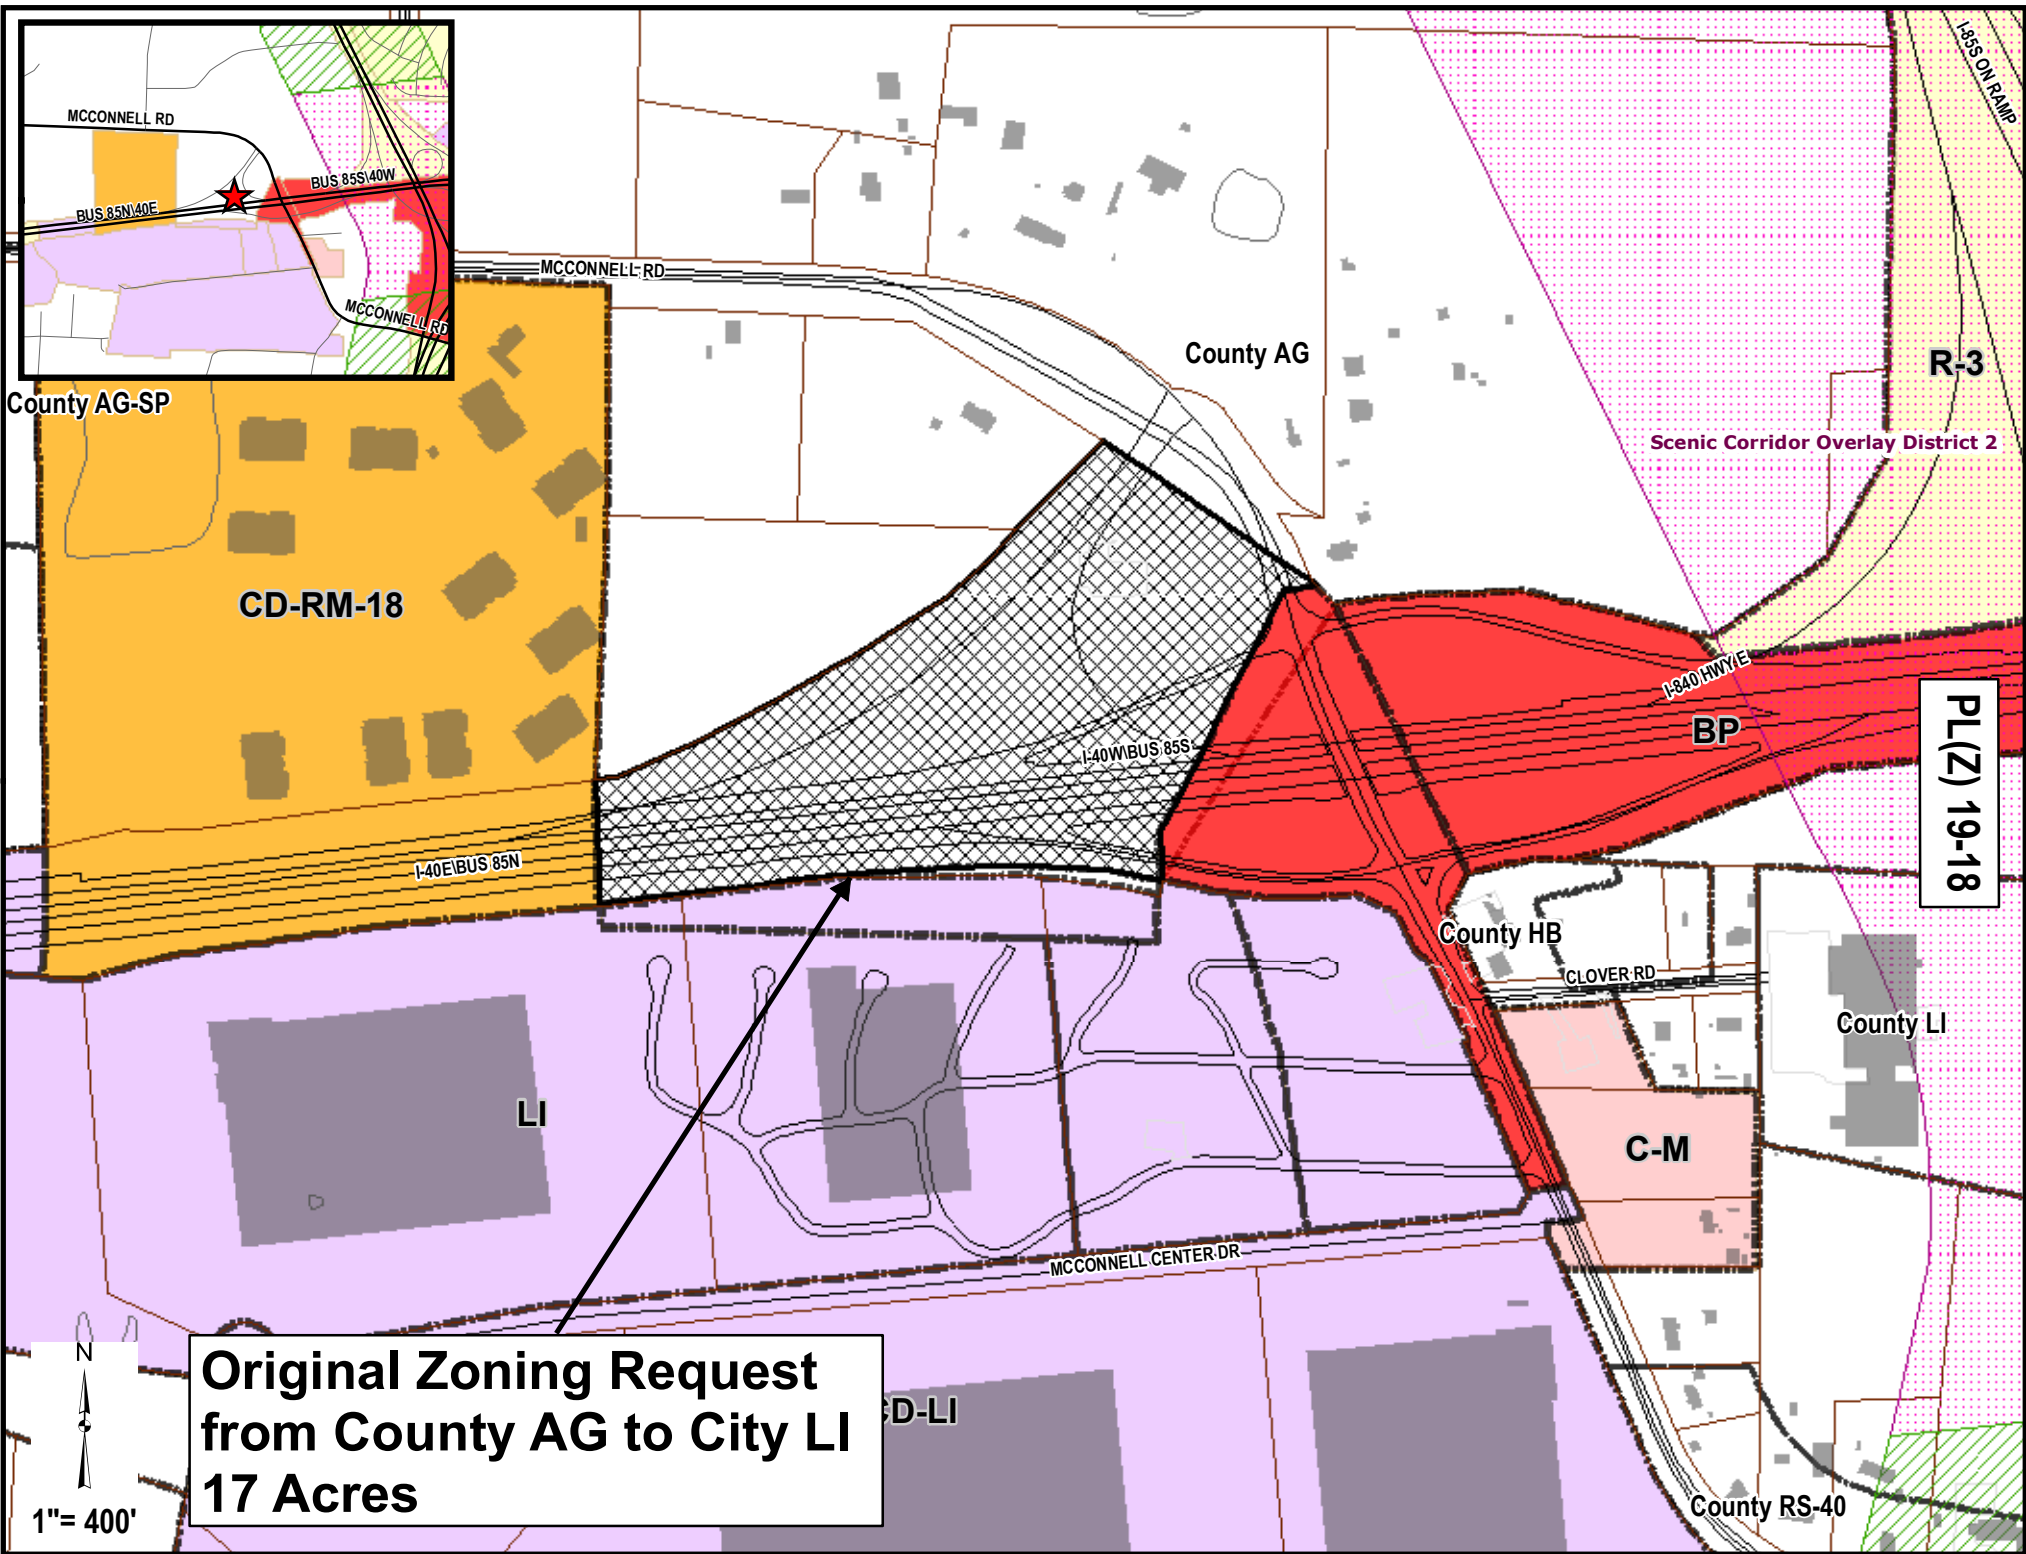 MCCONNELL RD
BUS 85S\40W
BUS 85N\40E
MCCONNELL RD
I-85S ON RAMP
MCCONNELL RD
County AG
R-3
County AG-SP
Scenic Corridor Overlay District 2
CD-RM-18
I-840 HWY E
I-40W\BUS 85S
BP
PL(Z) 19-18
I-40E\BUS 85N
County HB
CLOVER RD
County LI
LI
C-M
MCCONNELL CENTER DR
N
1"= 400'
Original Zoning Request
from County AG to City LI
17 Acres
CD-LI
County RS-40